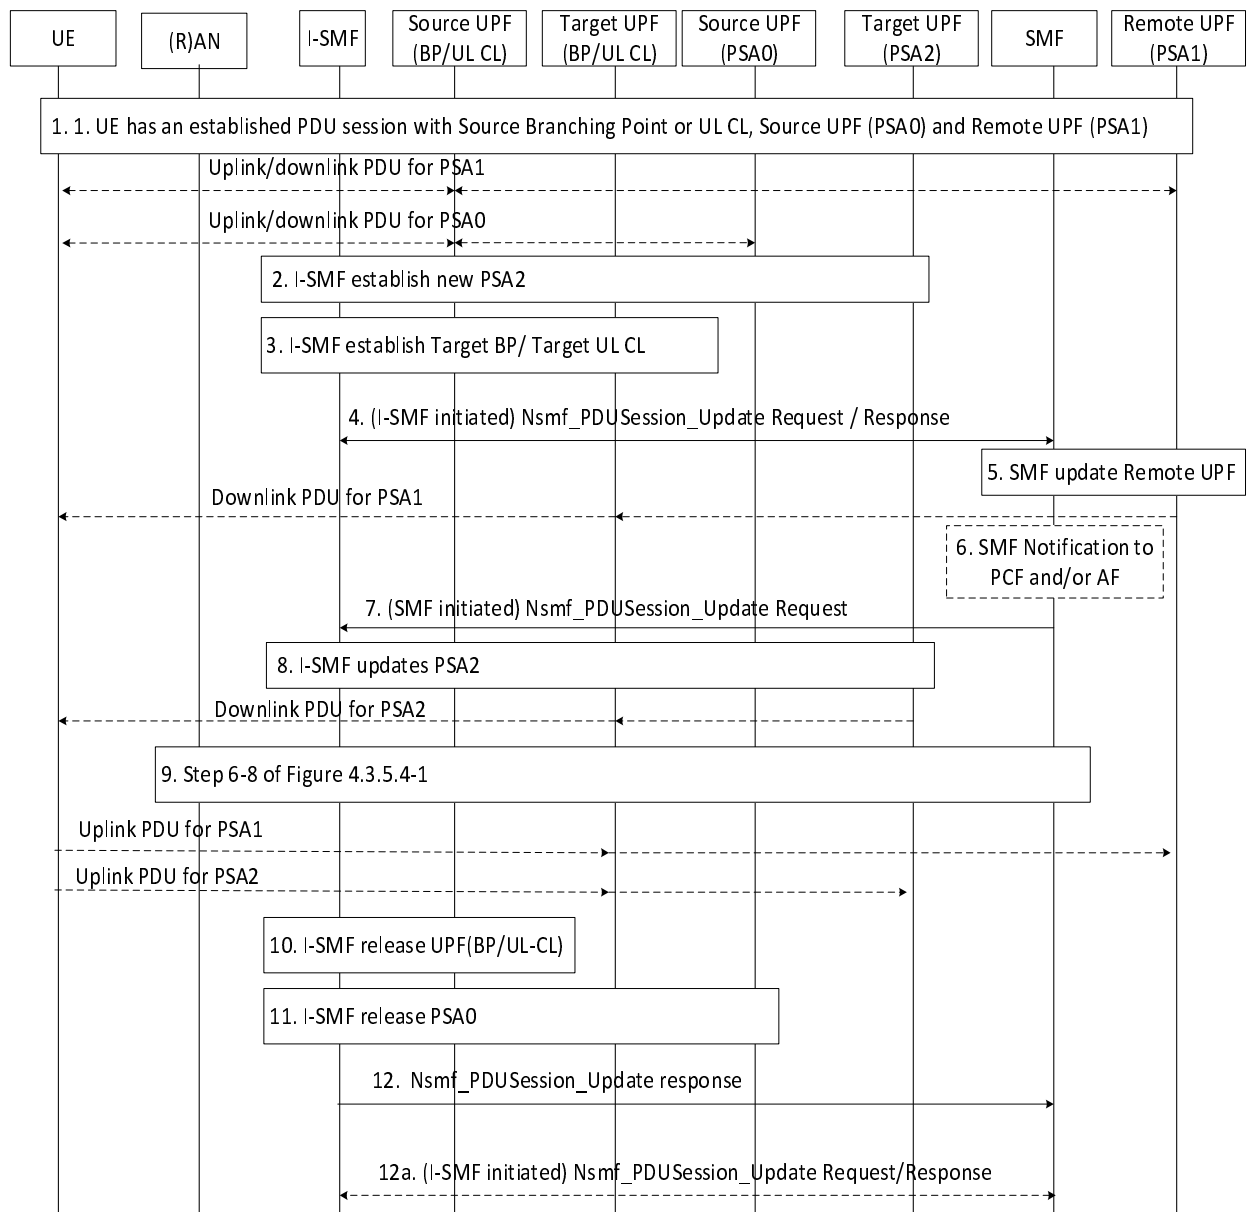 UE
(R)AN
I-SMF
Source UPF
(BP/UL CL)
Target UPF
(BP/UL CL)
Source UPF
(PSA0)
Target UPF
(PSA2)
SMF
Remote UPF
(PSA1)
1. 1. UE has an established PDU session with Source Branching Point or UL CL, Source UPF (PSA0) and Remote UPF (PSA1)
Uplink/downlink PDU for PSA1
Uplink/downlink PDU for PSA0
2. I-SMF establish new PSA2
3. I-SMF establish Target BP/ Target UL CL
4. (I-SMF initiated) Nsmf_PDUSession_Update Request / Response
5. SMF update Remote UPF
Downlink PDU for PSA1
6. SMF Notification to
PCF and/or AF
7. (SMF initiated) Nsmf_PDUSession_Update Request
8. I-SMF updates PSA2
Downlink PDU for PSA2
9. Step 6-8 of Figure 4.3.5.4-1
Uplink PDU for PSA1
Uplink PDU for PSA2
10. I-SMF release UPF(BP/UL-CL)
11. I-SMF release PSA0
12. Nsmf_PDUSession_Update response
12a. (I-SMF initiated) Nsmf_PDUSession_Update Request/Response